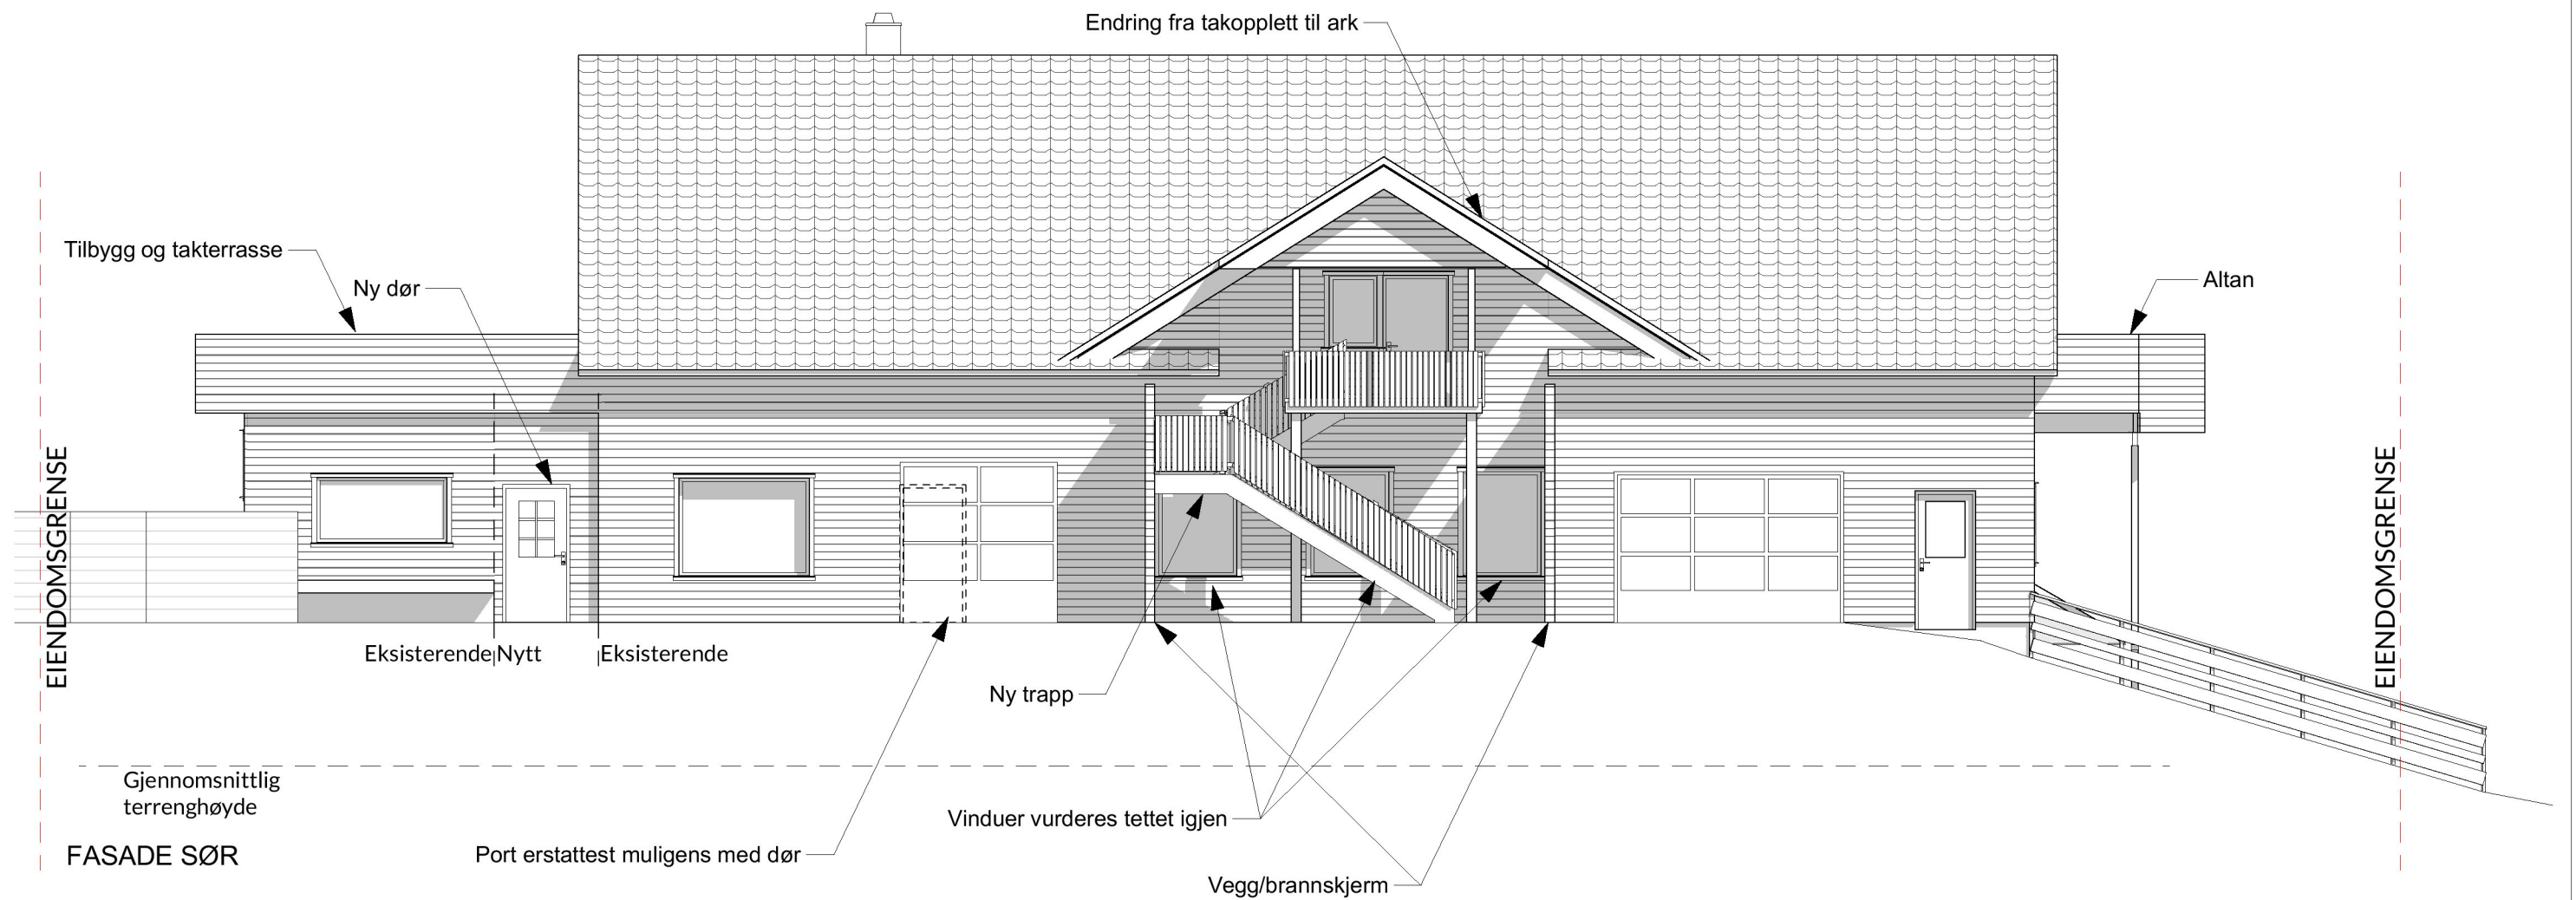 Endring fra takopplett til ark
Tilbygg og takterrasse
Ny dør
Altan
EIENDOMSGRENSE
EIENDOMSGRENSE
Eksisterende
Nytt
Eksisterende
Ny trapp
Gjennomsnittlig
terrenghøyde
Vinduer vurderes tettet igjen
FASADE SØR
Port erstattest muligens med dør
Vegg/brannskjerm